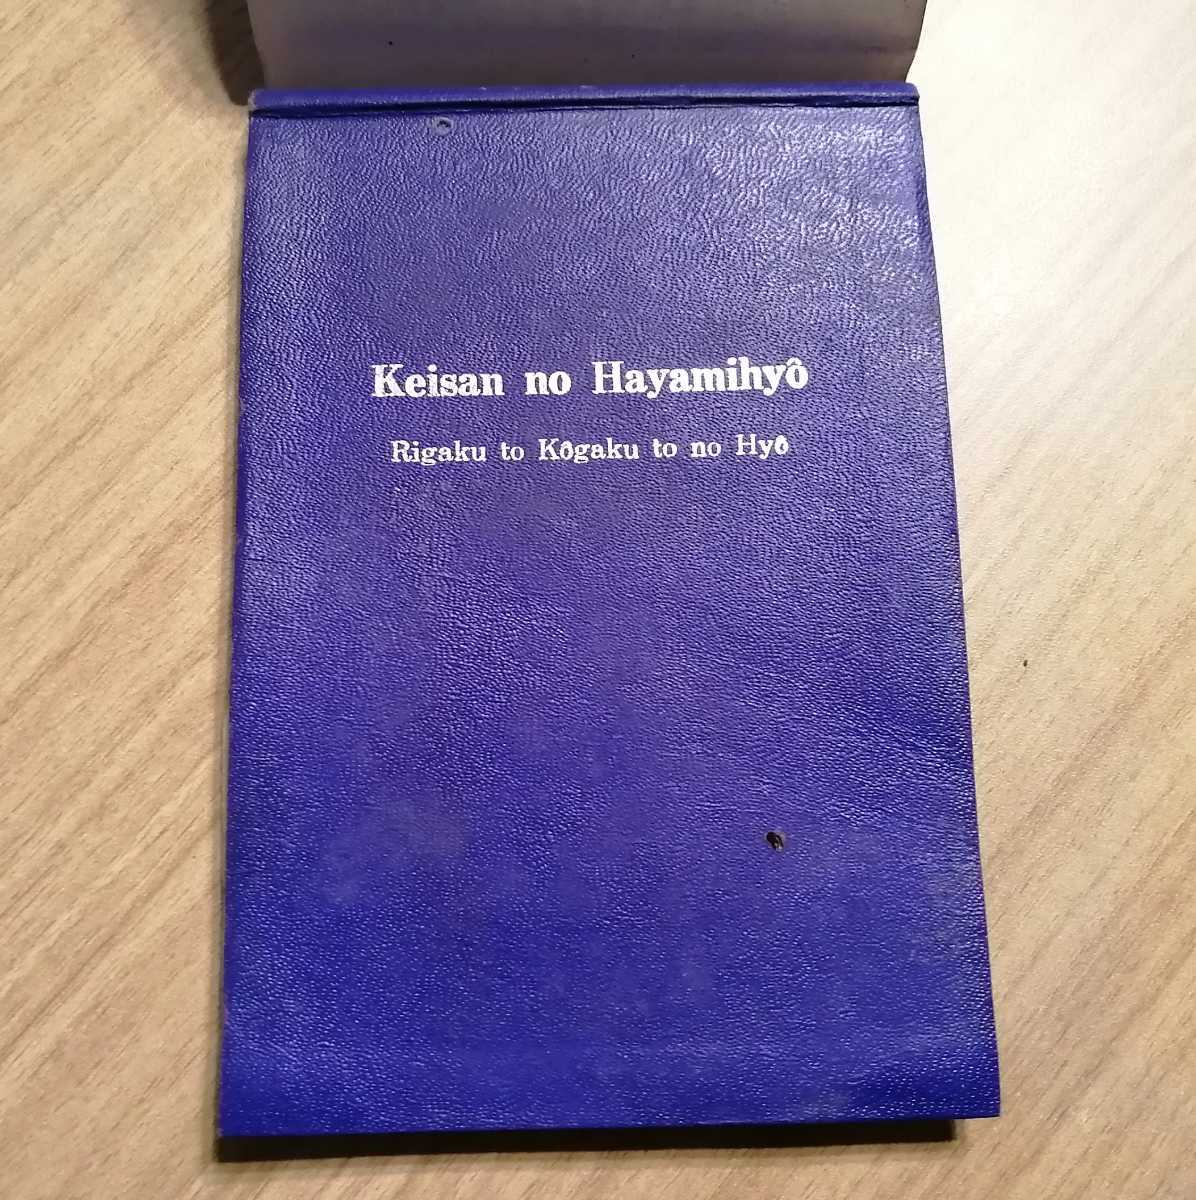 Keisan no Hayamihyô
Rigaku to Kôgaku to no Hyô